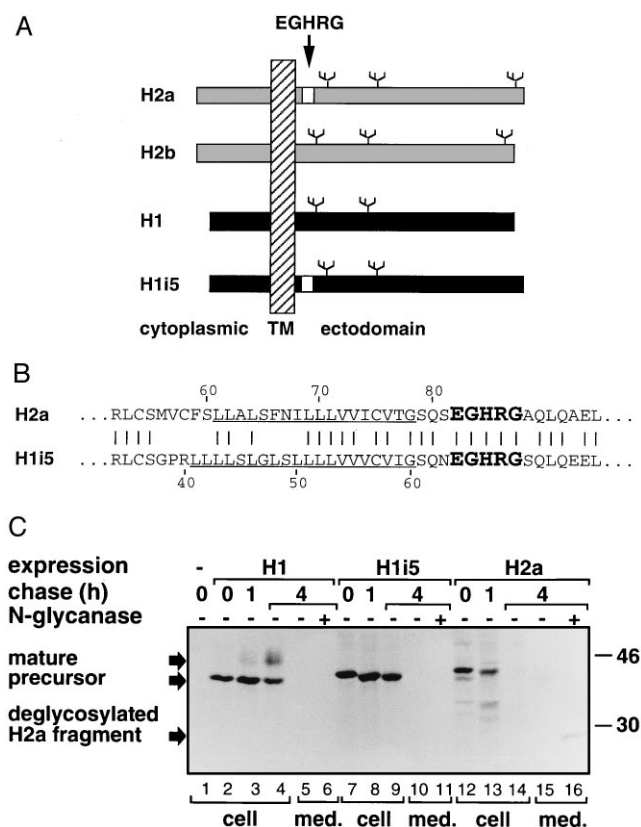 A
EGHRG
H2a
H2b
H1
H1i5
cytoplasmic TM ectodomain
B
60 70 80
H2a ...RLCSMVCFSLLALSFNILLLVVICVTGSQSEGHRGAQLQAEL...
H1i5 ...RLCSGPRLLLLSLGLSLLLLVVVCVIGSQNEGHRGSQLQEEL...
40 50 60
C
expression - H1 H1i5 H2a
chase (h) 0 0 1 4 0 1 4 0 1 4
N-glycanase - - - - - + - - - - + - - - - +
mature
precursor
deglycosylated
H2a fragment
46
30
1 2 3 4 5 6 7 8 9 10 11 12 13 14 15 16
cell med. cell med. cell med.